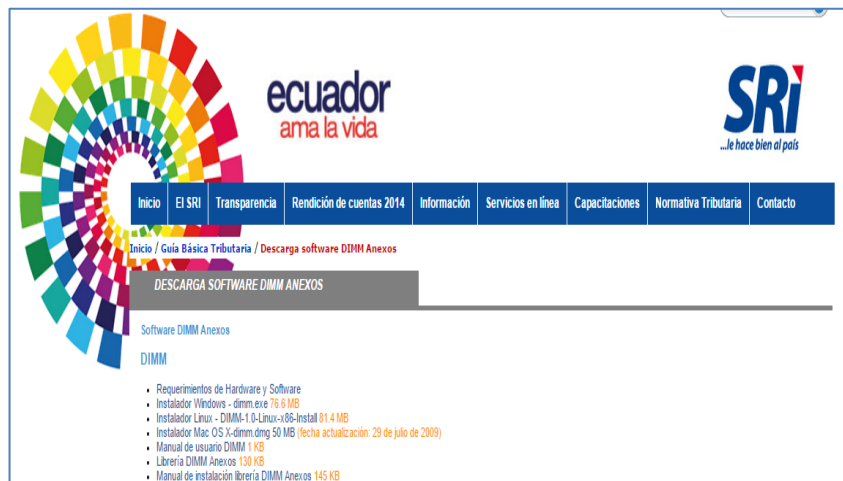 ecuador
ama la vida
SRi
...le hace bien al país
Inicio El SRI Transparencia Rendición de cuentas 2014 Información Servicios en línea Capacitaciones Normativa Tributaria Contacto
Inicio / Guía Básica Tributaria / Descarga software DIMM Anexos
DESCARGA SOFTWARE DIMM ANEXOS
Software DIMM Anexos
DIMM
• Requerimientos de Hardware y Software
• Instalador Windows - dimm.exe 76.6 MB
• Instalador Linux - DIMM-1.0-Linux-x86-Install 81.4 MB
• Instalador Mac OS X-dimm.dmg 50 MB (fecha actualización: 29 de julio de 2009)
• Manual de usuario DIMM 1 KB
• Librería DIMM Anexos 130 KB
• Manual de instalación librería DIMM Anexos 145 KB